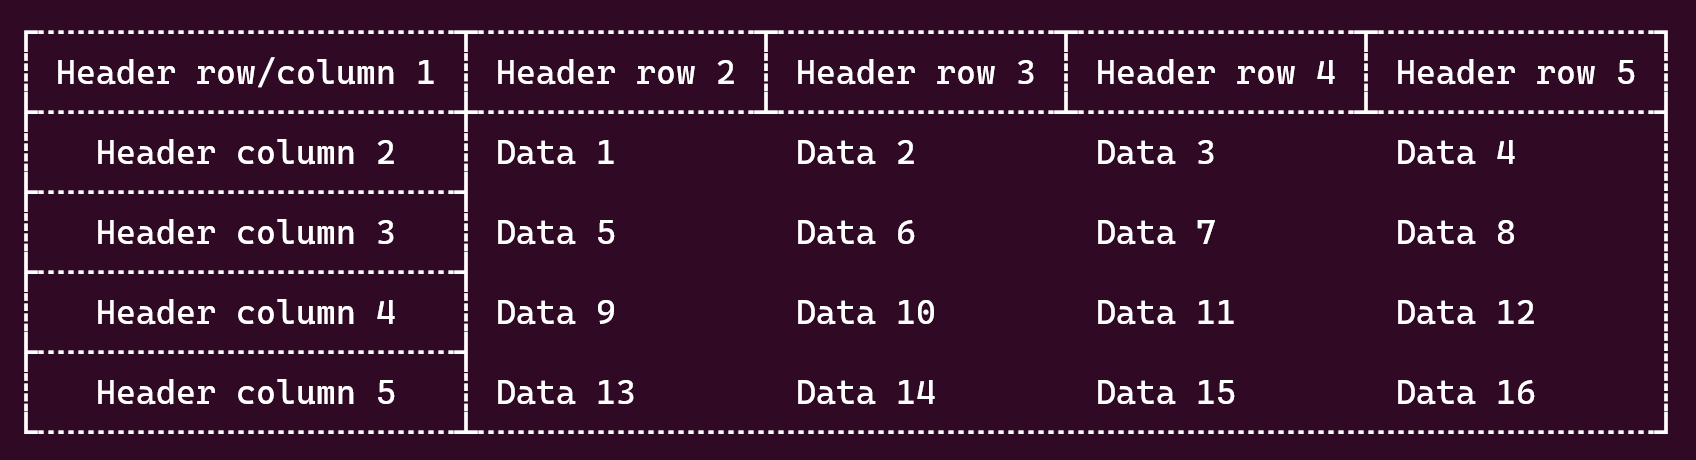 Header row/column 1 Header row 2 Header row 3 Header row 4 Header row 5
Header column 2 Data 1 Data 2 Data 3 Data 4
Header column 3 Data 5 Data 6 Data 7 Data 8
Header column 4 Data 9 Data 10 Data 11 Data 12
Header column 5 Data 13 Data 14 Data 15 Data 16